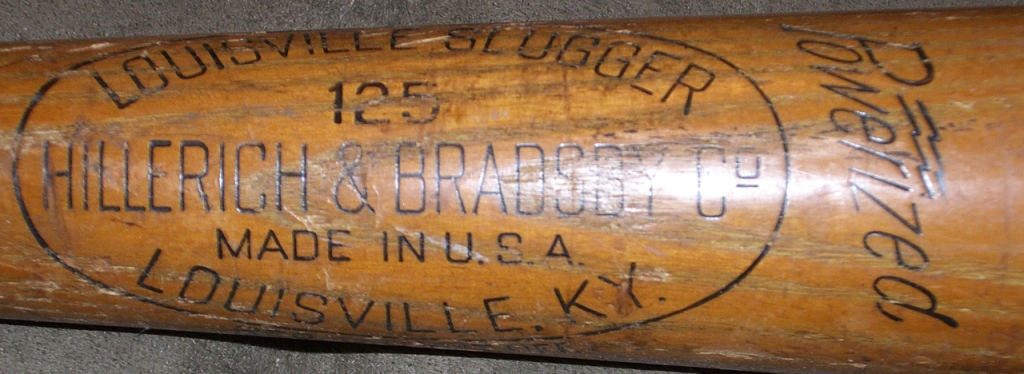 LOUISVILLE SLUGGER
125
HILLERICH & BRADSBY Co
MADE IN U.S.A.
LOUISVILLE, KY.
Powerized